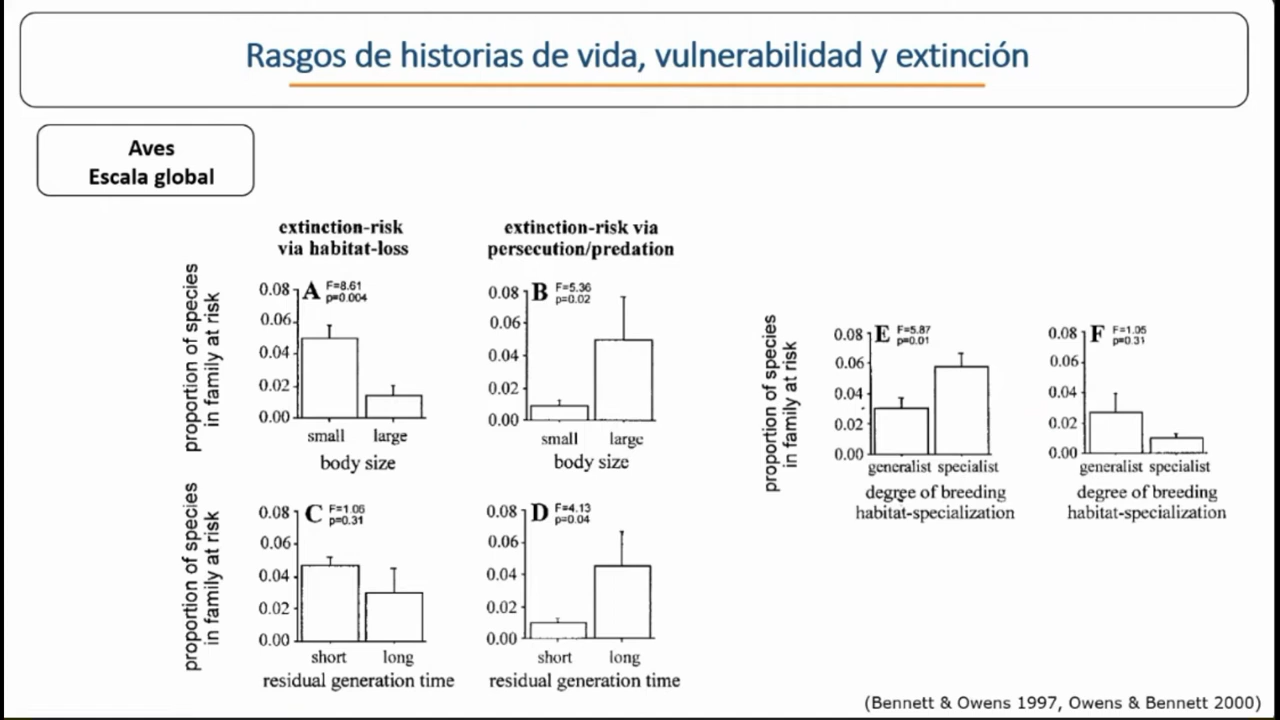 Rasgos de historias de vida, vulnerabilidad y extinción
Aves
Escala global
extinction-risk
via habitat-loss
extinction-risk via
persecution/predation
proportion of species
in family at risk
0.08
0.06
0.04
0.02
0.00
A
F=8.61
p=0.004
small large
body size
0.08
0.06
0.04
0.02
0.00
B
F=5.36
p=0.02
small large
body size
proportion of species
in family at risk
0.08
0.06
0.04
0.02
0.00
C
F=1.06
p=0.31
short long
residual generation time
0.08
0.06
0.04
0.02
0.00
D
F=4.13
p=0.04
short long
residual generation time
proportion of species
in family at risk
0.08
0.06
0.04
0.02
0.00
E
F=5.87
p=0.01
generalist specialist
degree of breeding
habitat-specialization
0.08
0.06
0.04
0.02
0.00
F
F=1.05
p=0.31
generalist specialist
degree of breeding
habitat-specialization
(Bennett & Owens 1997, Owens & Bennett 2000)